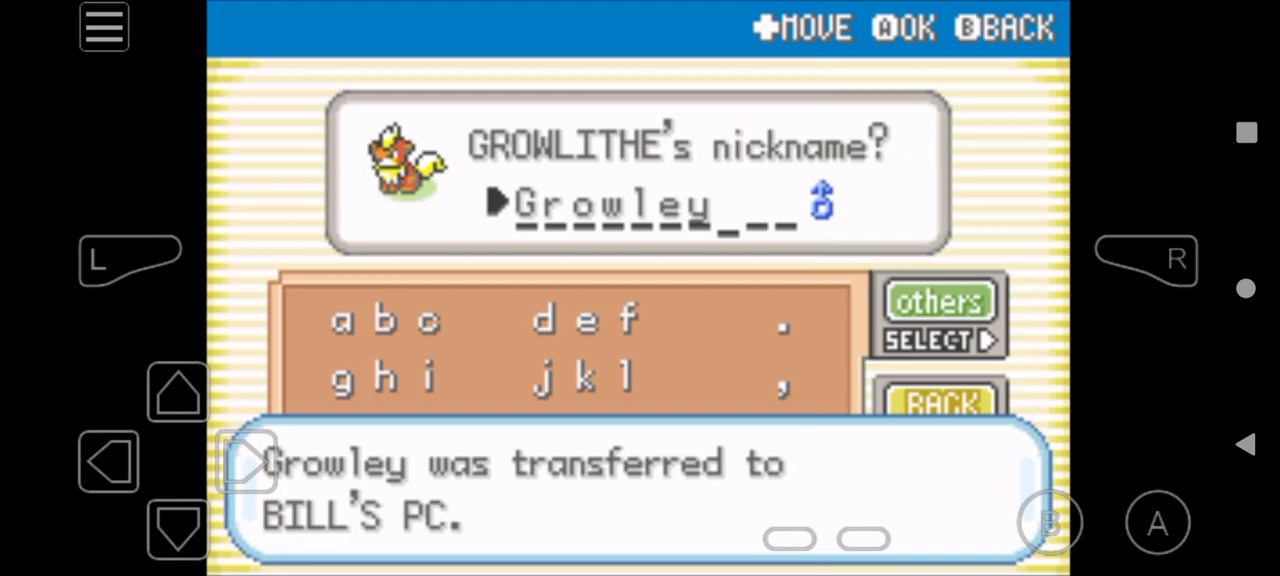 MOVE AOK BBACK
GROWLITHE's nickname?
Growley
others
SELECT
a b c d e f .
g h i j k l ,
BACK
Growley was transferred to
BILL'S PC.
L
R
B
A